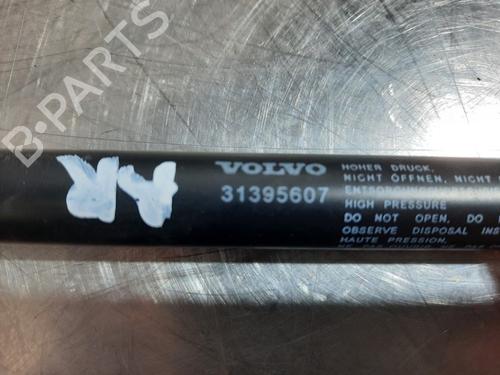 B-PARTS
VOLVO
31395607
AR
HOHER DRUCK,
NICHT ÖFFNEN, NICHT
HIGH PRESSURE
DO NOT OPEN, DO
OBSERVE DISPOSAL INS
HAUTE PRESSION,